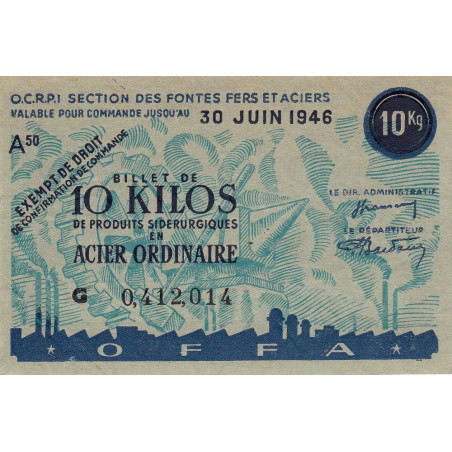 O.C.R.P.I SECTION DES FONTES FERS ET ACIERS
VALABLE POUR COMMANDE JUSQU'AU 30 JUIN 1946
10 Kg
A50
EXEMPT DE DROIT
DE CONFIRMATION DE COMMANDE
BILLET DE
10 KILOS
DE PRODUITS SIDERURGIQUES
EN
ACIER ORDINAIRE
G 0,412,014
LE DIR. ADMINISTRATIF
LE RÉPARTITEUR
* OFFA *